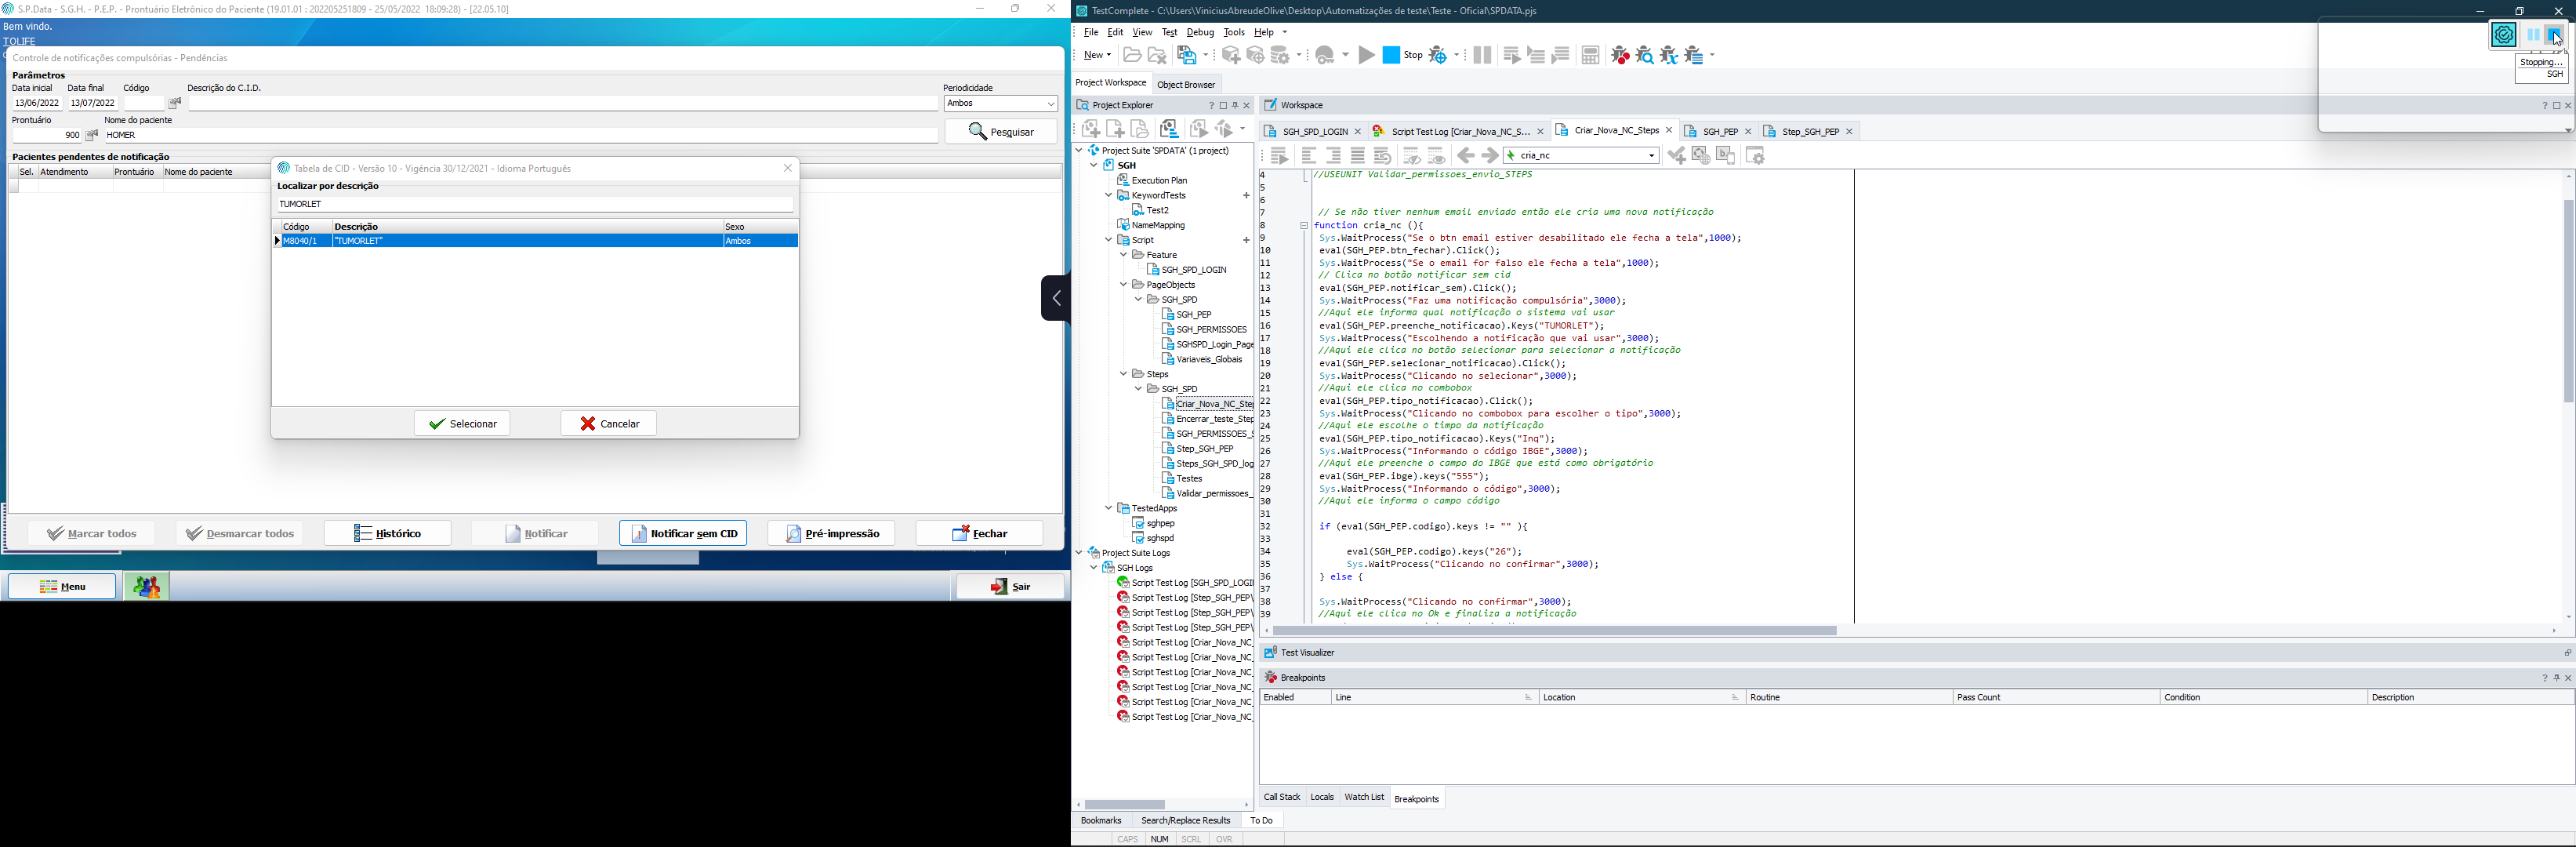 S.P.Data - S.G.H. - P.E.P. - Prontuário Eletrônico do Paciente (19.01.01 : 202205251809 - 25/05/2022 18:09:28) - [22.05.10]
Bem vindo.
TOLIFE
Controle de notificações compulsórias - Pendências
Parâmetros
Data inicial Data final Código Descrição do C.I.D. Periodicidade
13/06/2022 13/07/2022 Ambos
Prontuário Nome do paciente
900 HOMER Pesquisar
Pacientes pendentes de notificação
Sel. Atendimento Prontuário Nome do paciente
Tabela de CID - Versão 10 - Vigência 30/12/2021 - Idioma Português
Localizar por descrição
TUMORLET
Código Descrição Sexo
M8040/1 "TUMORLET" Ambos
Selecionar Cancelar
Marcar todos Desmarcar todos Histórico Notificar Notificar sem CID Pré-impressão Fechar
Menu Sair
TestComplete - C:\Users\ViniciusAbreudeOlive\Desktop\Automatizações de teste\Teste - Oficial\SPDATA.pjs
File Edit View Test Debug Tools Help
New Stop
Stopping...
SGH
Project Workspace Object Browser
Project Explorer
Project Suite 'SPDATA' (1 project)
SGH
Execution Plan
KeywordTests
Test2
NameMapping
Script
Feature
SGH_SPD_LOGIN
PageObjects
SGH_SPD
SGH_PEP
SGH_PERMISSOES
SGHSPD_Login_Page
Variaveis_Globais
Steps
SGH_SPD
Criar_Nova_NC_Step
Encerrar_teste_Step
SGH_PERMISSOES_S
Step_SGH_PEP
Steps_SGH_SPD_log
Testes
Validar_permissoes_
TestedApps
sghpep
sghspd
Project Suite Logs
SGH Logs
Script Test Log [SGH_SPD_LOGI
Script Test Log [Step_SGH_PEP\
Script Test Log [Step_SGH_PEP\
Script Test Log [Step_SGH_PEP\
Script Test Log [Criar_Nova_NC_
Script Test Log [Criar_Nova_NC_
Script Test Log [Criar_Nova_NC_
Script Test Log [Criar_Nova_NC_
Script Test Log [Criar_Nova_NC_
Script Test Log [Criar_Nova_NC_
Workspace
SGH_SPD_LOGIN Script Test Log [Criar_Nova_NC_S... Criar_Nova_NC_Steps SGH_PEP Step_SGH_PEP
cria_nc
4 //USEUNIT Validar_permissoes_envio_STEPS
5
6
7 // Se não tiver nenhum email enviado então ele cria uma nova notificação
8 function cria_nc (){
9 Sys.WaitProcess("Se o btn email estiver desabilitado ele fecha a tela",1000);
10 eval(SGH_PEP.btn_fechar).Click();
11 Sys.WaitProcess("Se o email for falso ele fecha a tela",1000);
12 // Clica no botão notificar sem cid
13 eval(SGH_PEP.notificar_sem).Click();
14 Sys.WaitProcess("Faz uma notificação compulsória",3000);
15 //Aqui ele informa qual notificação o sistema vai usar
16 eval(SGH_PEP.preenche_notificacao).Keys("TUMORLET");
17 Sys.WaitProcess("Escolhendo a notificação que vai usar",3000);
18 //Aqui ele clica no botão selecionar para selecionar a notificação
19 eval(SGH_PEP.selecionar_notificacao).Click();
20 Sys.WaitProcess("Clicando no selecionar",3000);
21 //Aqui ele clica no combobox
22 eval(SGH_PEP.tipo_notificacao).Click();
23 Sys.WaitProcess("Clicando no combobox para escolher o tipo",3000);
24 //Aqui ele escolhe o timpo da notificação
25 eval(SGH_PEP.tipo_notificacao).Keys("Inq");
26 Sys.WaitProcess("Informando o código IBGE",3000);
27 //Aqui ele preenche o campo do IBGE que está como obrigatório
28 eval(SGH_PEP.ibge).keys("555");
29 Sys.WaitProcess("Informando o código",3000);
30 //Aqui ele informa o campo código
31
32 if (eval(SGH_PEP.codigo).keys != "" ){
33
34 eval(SGH_PEP.codigo).keys("26");
35 Sys.WaitProcess("Clicando no confirmar",3000);
36 } else {
37
38 Sys.WaitProcess("Clicando no confirmar",3000);
39 //Aqui ele clica no Ok e finaliza a notificação
Test Visualizer
Breakpoints
Enabled Line Location Routine Pass Count Condition Description
Call Stack Locals Watch List Breakpoints
Bookmarks Search/Replace Results To Do
CAPS NUM SCRL OVR